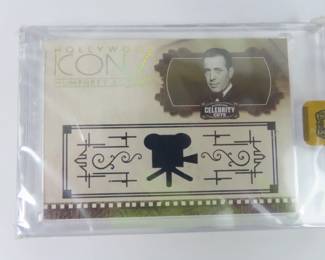 HOLLYWOOD
ICONS
HUMPHREY BOGART
CELEBRITY
CUTS